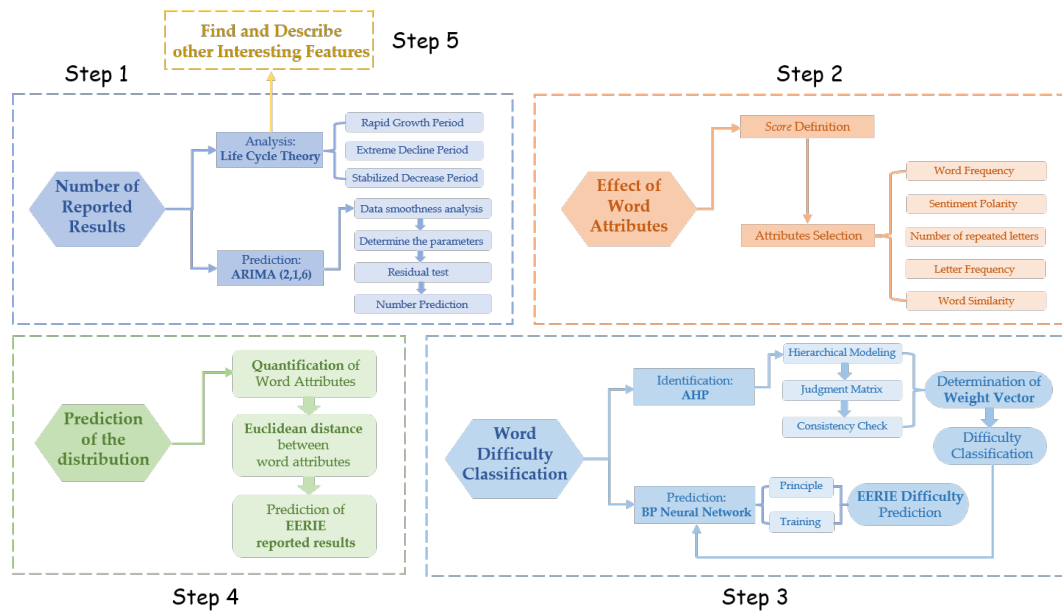 Find and Describe
other Interesting Features
Step 5
Step 1
Number of
Reported
Results
Analysis:
Life Cycle Theory
Rapid Growth Period
Extreme Decline Period
Stabilized Decrease Period
Prediction:
ARIMA (2,1,6)
Data smoothness analysis
Determine the parameters
Residual test
Number Prediction
Step 2
Effect of
Word
Attributes
Score Definition
Attributes Selection
Word Frequency
Sentiment Polarity
Number of repeated letters
Letter Frequency
Word Similarity
Prediction
of the
distribution
Quantification of
Word Attributes
Euclidean distance
between
word attributes
Prediction of
EERIE
reported results
Step 4
Word
Difficulty
Classification
Identification:
AHP
Hierarchical Modeling
Judgment Matrix
Consistency Check
Determination of
Weight Vector
Difficulty
Classification
Prediction:
BP Neural Network
Principle
Training
EERIE Difficulty
Prediction
Step 3